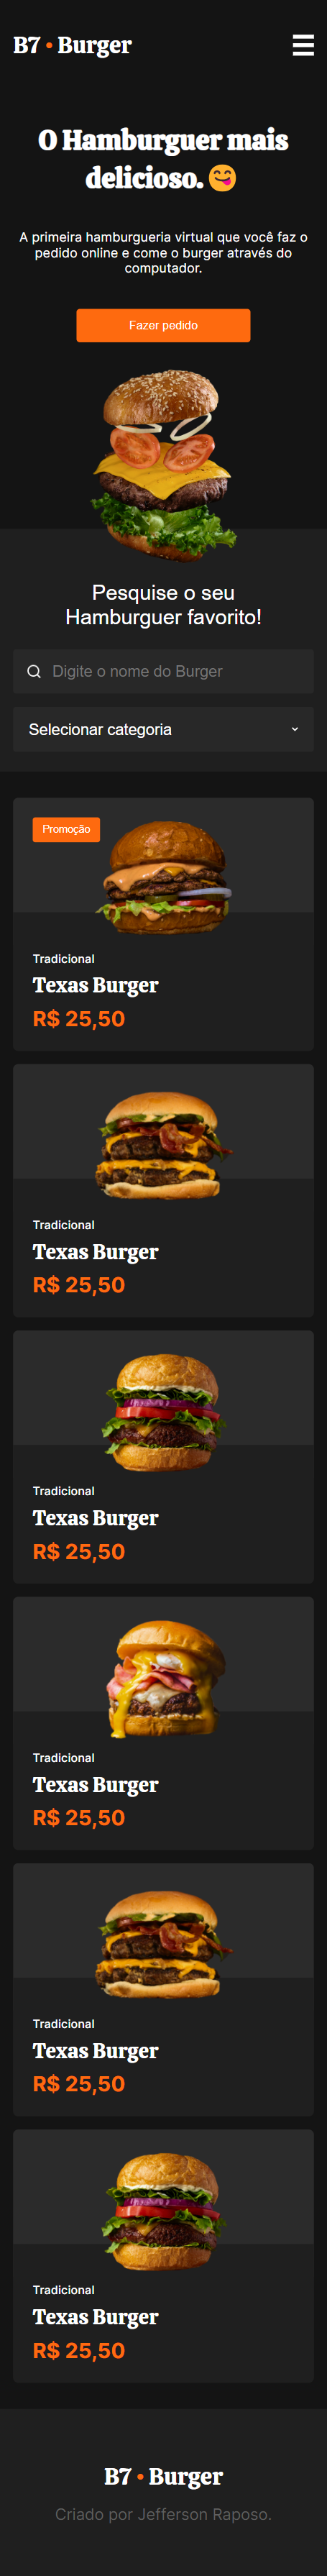 B7 • Burger
O Hamburguer mais
delicioso. 😋
A primeira hamburgueria virtual que você faz o
pedido online e come o burger através do
computador.
Fazer pedido
Pesquise o seu
Hamburguer favorito!
Digite o nome do Burger
Selecionar categoria
Promoção
Tradicional
Texas Burger
R$ 25,50
Tradicional
Texas Burger
R$ 25,50
Tradicional
Texas Burger
R$ 25,50
Tradicional
Texas Burger
R$ 25,50
Tradicional
Texas Burger
R$ 25,50
Tradicional
Texas Burger
R$ 25,50
B7 • Burger
Criado por Jefferson Raposo.